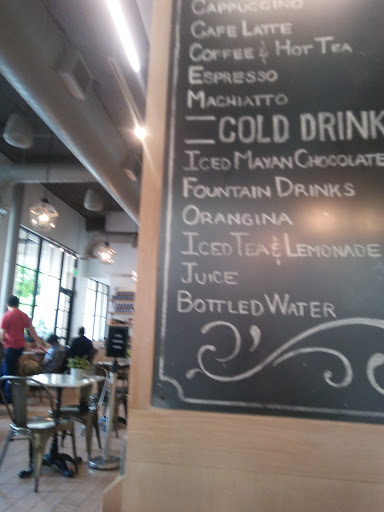 Cappuccino
Cafe Latte
Coffee & Hot Tea
Espresso
Machiatto
COLD DRINK
Iced Mayan Chocolate
Fountain Drinks
Orangina
Iced Tea & Lemonade
Juice
Bottled Water